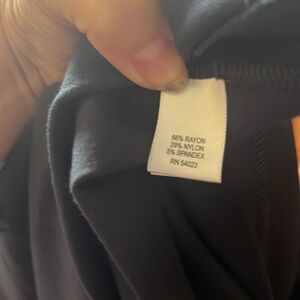 66% RAYON
29% NYLON
5% SPANDEX
RN 54023